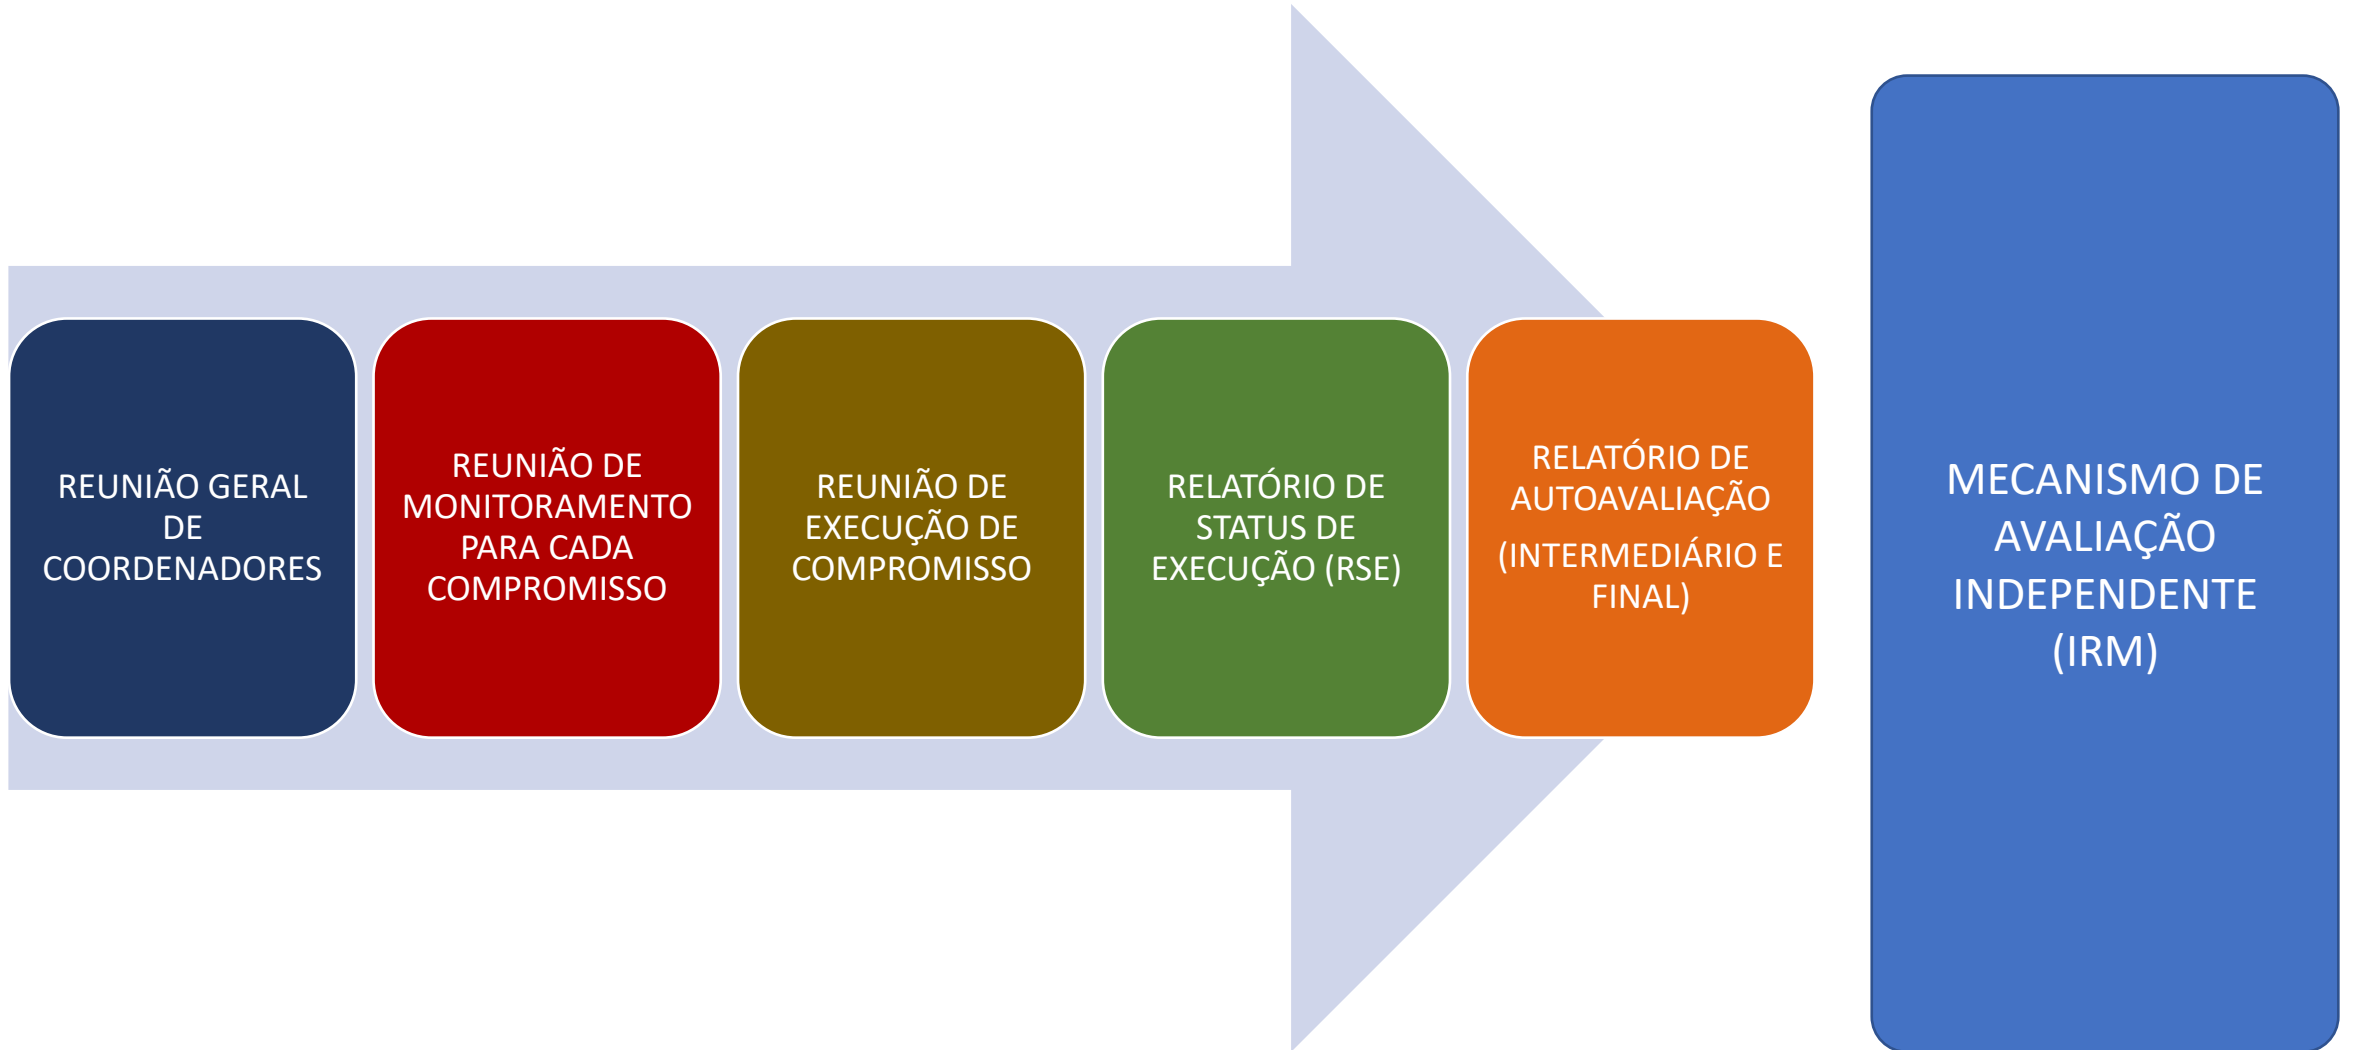 REUNIÃO GERAL
DE
COORDENADORES
REUNIÃO DE
MONITORAMENTO
PARA CADA
COMPROMISSO
REUNIÃO DE
EXECUÇÃO DE
COMPROMISSO
RELATÓRIO DE
STATUS DE
EXECUÇÃO (RSE)
RELATÓRIO DE
AUTOAVALIAÇÃO
(INTERMEDIÁRIO E
FINAL)
MECANISMO DE
AVALIAÇÃO
INDEPENDENTE
(IRM)